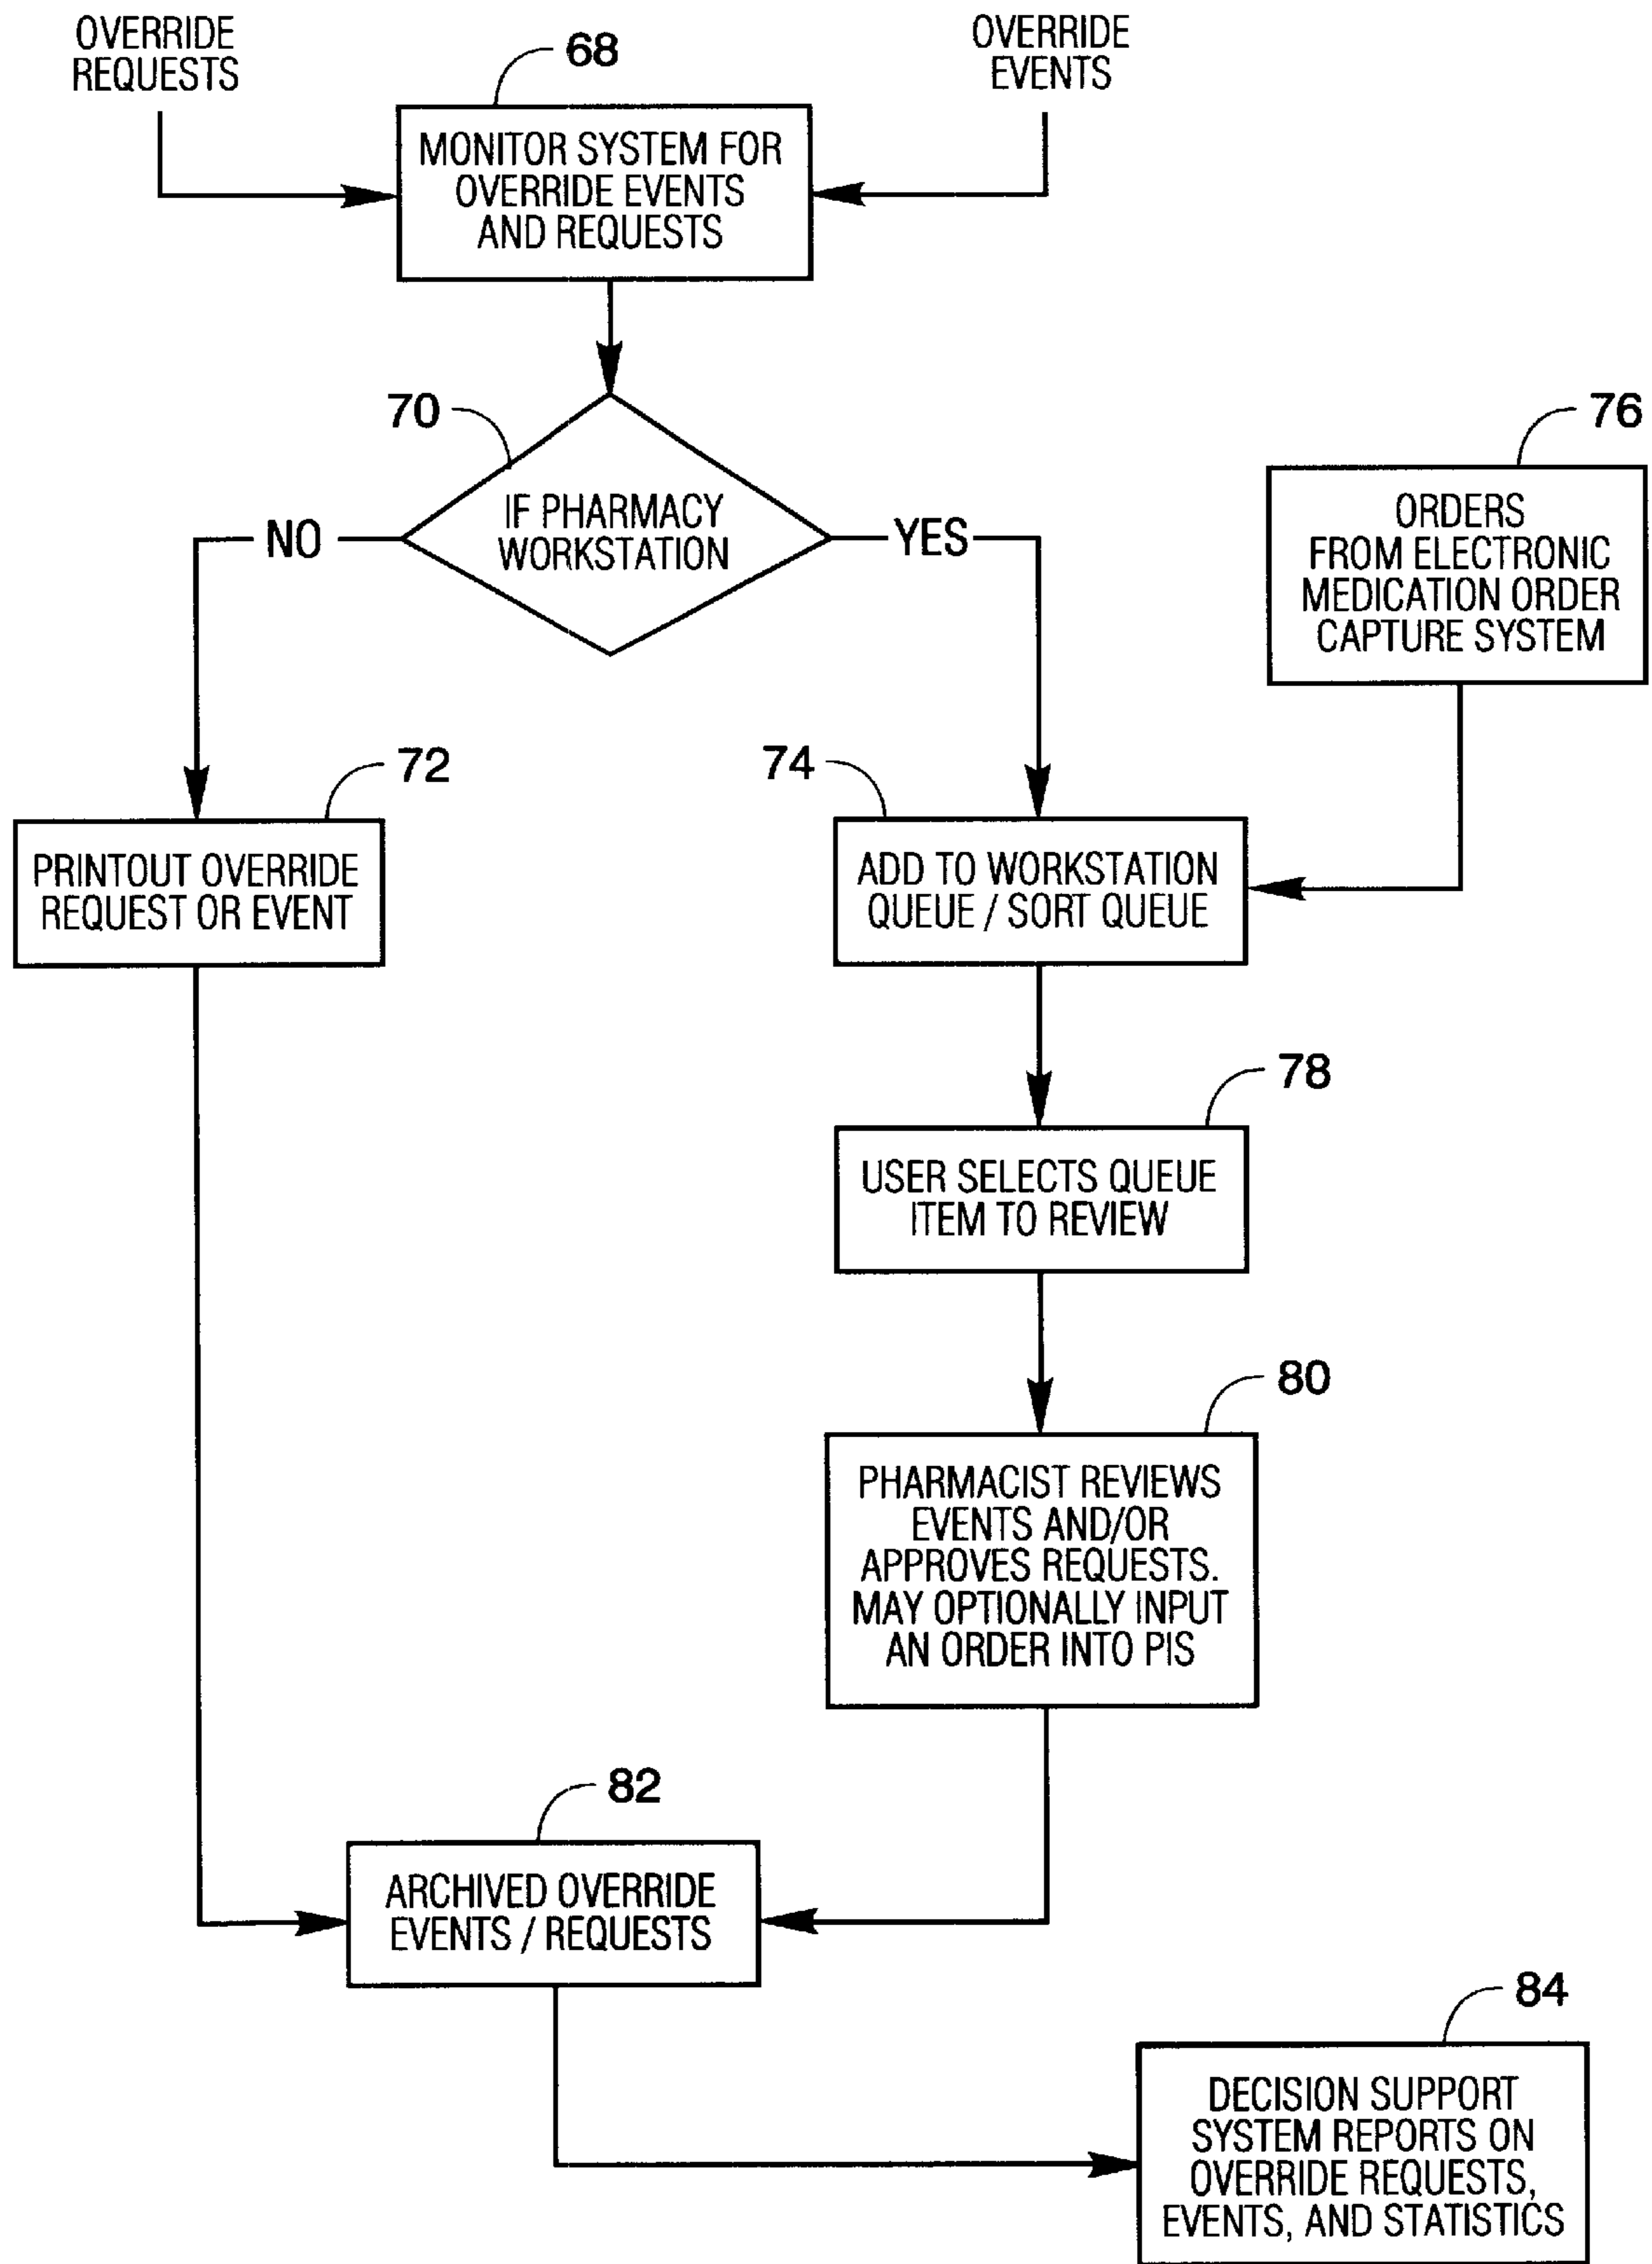 OVERRIDE
REQUESTS
68
OVERRIDE
EVENTS
MONITOR SYSTEM FOR
OVERRIDE EVENTS
AND REQUESTS
70
IF PHARMACY
WORKSTATION
NO
YES
76
ORDERS
FROM ELECTRONIC
MEDICATION ORDER
CAPTURE SYSTEM
72
PRINTOUT OVERRIDE
REQUEST OR EVENT
74
ADD TO WORKSTATION
QUEUE / SORT QUEUE
78
USER SELECTS QUEUE
ITEM TO REVIEW
80
PHARMACIST REVIEWS
EVENTS AND/OR
APPROVES REQUESTS.
MAY OPTIONALLY INPUT
AN ORDER INTO PIS
82
ARCHIVED OVERRIDE
EVENTS / REQUESTS
84
DECISION SUPPORT
SYSTEM REPORTS ON
OVERRIDE REQUESTS,
EVENTS, AND STATISTICS